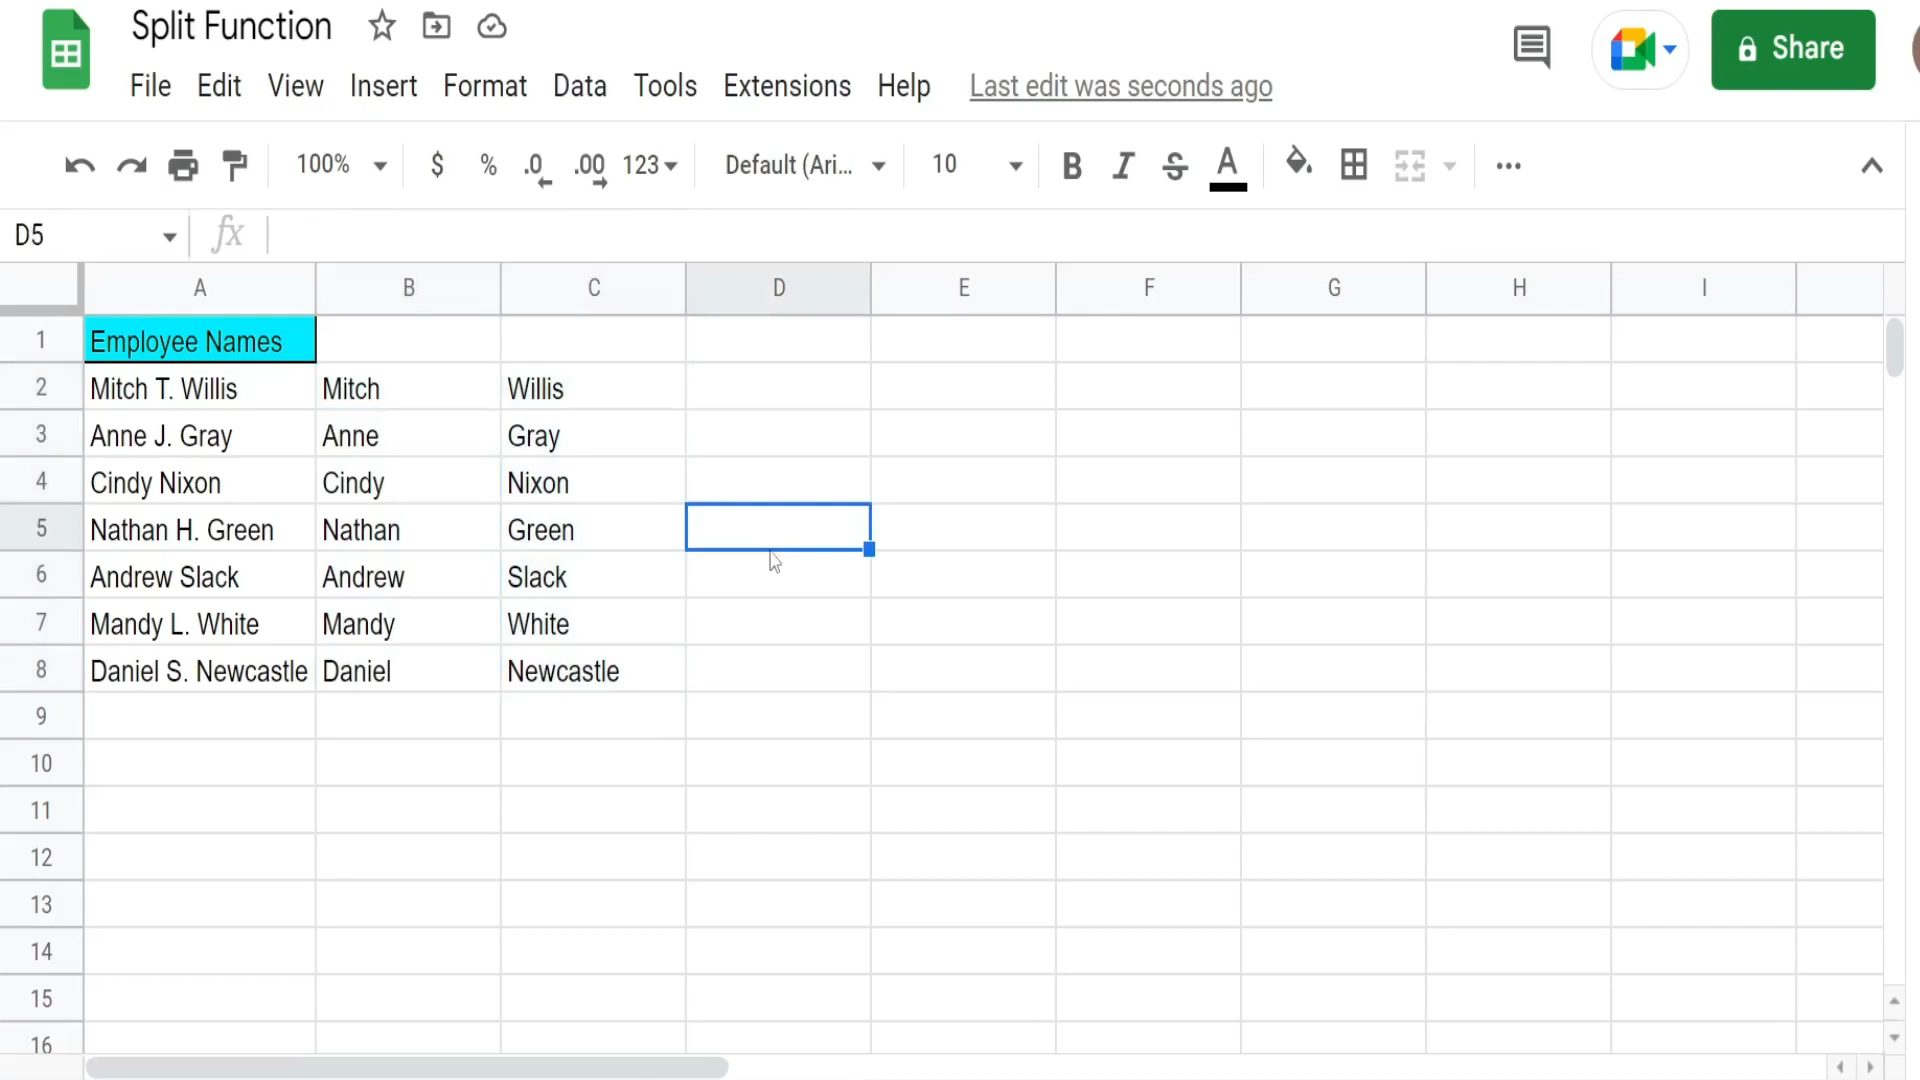 Split Function
File Edit View Insert Format Data Tools Extensions Help Last edit was seconds ago
Share
100% $ % .0 .00 123 Default (Ari... 10 B I S A
D5 fx
A B C D E F G H I
1 Employee Names
2 Mitch T. Willis Mitch Willis
3 Anne J. Gray Anne Gray
4 Cindy Nixon Cindy Nixon
5 Nathan H. Green Nathan Green
6 Andrew Slack Andrew Slack
7 Mandy L. White Mandy White
8 Daniel S. Newcastle Daniel Newcastle
9
10
11
12
13
14
15
16